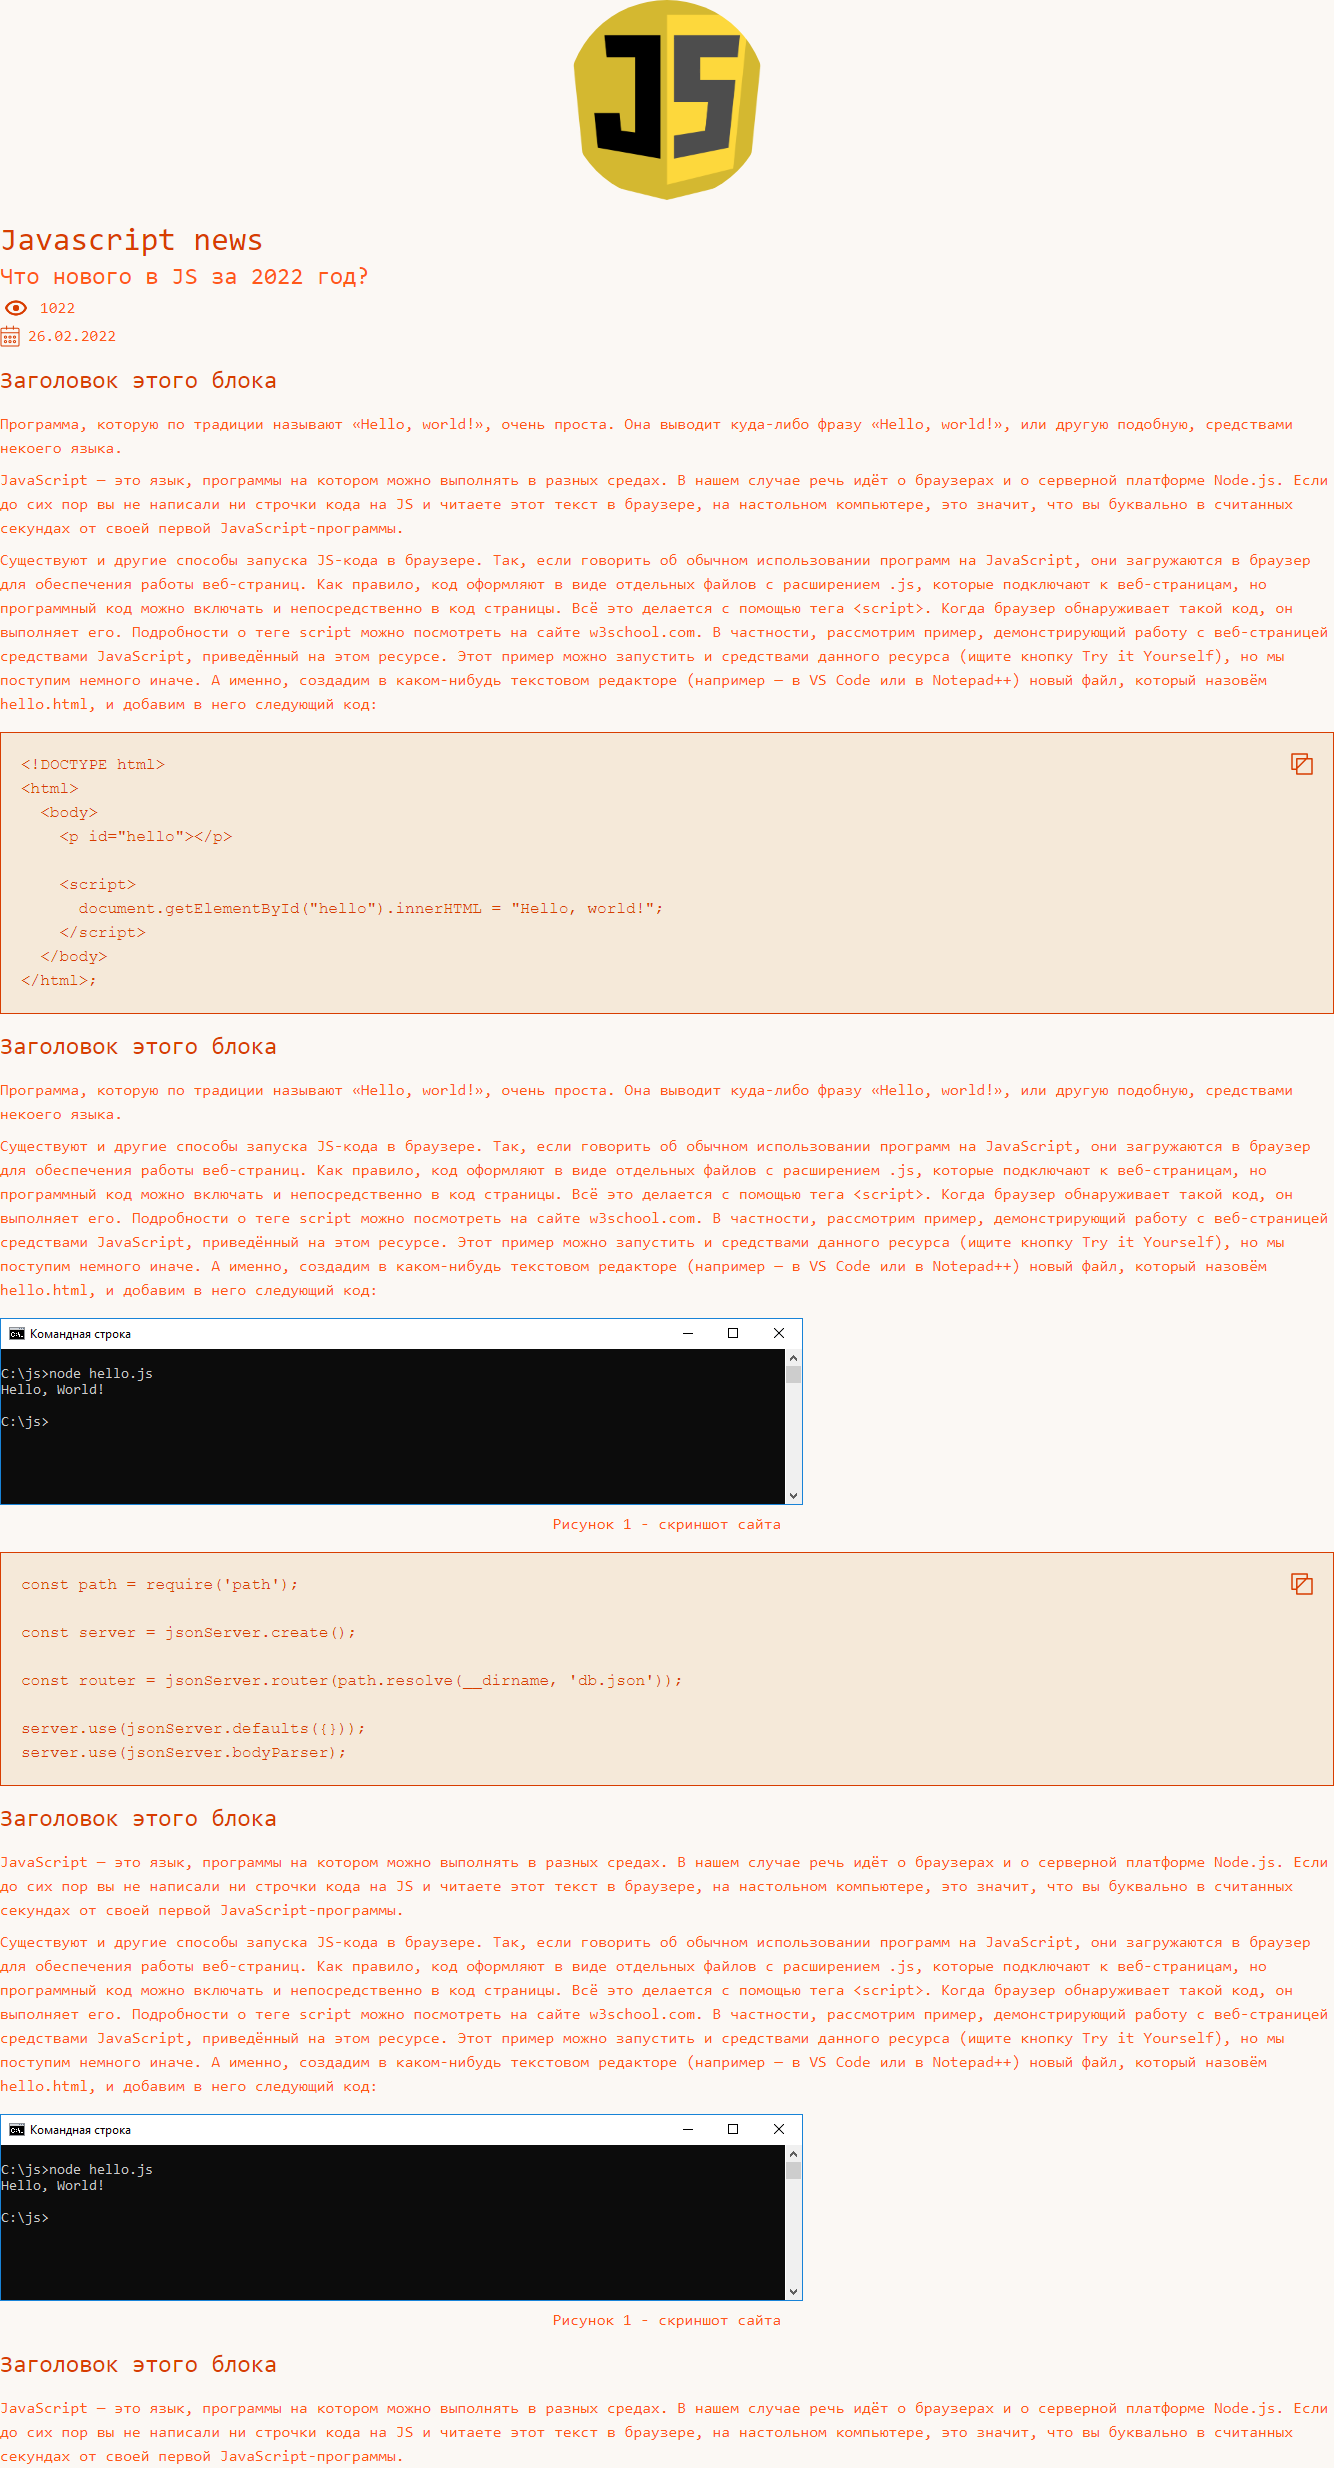 JS
Javascript news
Что нового в JS за 2022 год?
1022
26.02.2022
Заголовок этого блока
Программа, которую по традиции называют «Hello, world!», очень проста. Она выводит куда-либо фразу «Hello, world!», или другую подобную, средствами
некоего языка.
JavaScript — это язык, программы на котором можно выполнять в разных средах. В нашем случае речь идёт о браузерах и о серверной платформе Node.js. Если
до сих пор вы не написали ни строчки кода на JS и читаете этот текст в браузере, на настольном компьютере, это значит, что вы буквально в считанных
секундах от своей первой JavaScript-программы.
Существуют и другие способы запуска JS-кода в браузере. Так, если говорить об обычном использовании программ на JavaScript, они загружаются в браузер
для обеспечения работы веб-страниц. Как правило, код оформляют в виде отдельных файлов с расширением .js, которые подключают к веб-страницам, но
программный код можно включать и непосредственно в код страницы. Всё это делается с помощью тега <script>. Когда браузер обнаруживает такой код, он
выполняет его. Подробности о теге script можно посмотреть на сайте w3school.com. В частности, рассмотрим пример, демонстрирующий работу с веб-страницей
средствами JavaScript, приведённый на этом ресурсе. Этот пример можно запустить и средствами данного ресурса (ищите кнопку Try it Yourself), но мы
поступим немного иначе. А именно, создадим в каком-нибудь текстовом редакторе (например — в VS Code или в Notepad++) новый файл, который назовём
hello.html, и добавим в него следующий код:
<!DOCTYPE html>
<html>
  <body>
    <p id="hello"></p>

    <script>
      document.getElementById("hello").innerHTML = "Hello, world!";
    </script>
  </body>
</html>;
Заголовок этого блока
Программа, которую по традиции называют «Hello, world!», очень проста. Она выводит куда-либо фразу «Hello, world!», или другую подобную, средствами
некоего языка.
Существуют и другие способы запуска JS-кода в браузере. Так, если говорить об обычном использовании программ на JavaScript, они загружаются в браузер
для обеспечения работы веб-страниц. Как правило, код оформляют в виде отдельных файлов с расширением .js, которые подключают к веб-страницам, но
программный код можно включать и непосредственно в код страницы. Всё это делается с помощью тега <script>. Когда браузер обнаруживает такой код, он
выполняет его. Подробности о теге script можно посмотреть на сайте w3school.com. В частности, рассмотрим пример, демонстрирующий работу с веб-страницей
средствами JavaScript, приведённый на этом ресурсе. Этот пример можно запустить и средствами данного ресурса (ищите кнопку Try it Yourself), но мы
поступим немного иначе. А именно, создадим в каком-нибудь текстовом редакторе (например — в VS Code или в Notepad++) новый файл, который назовём
hello.html, и добавим в него следующий код:
C:\. Командная строка
C:\js>node hello.js
Hello, World!

C:\js>
Рисунок 1 - скриншот сайта
const path = require('path');

const server = jsonServer.create();

const router = jsonServer.router(path.resolve(__dirname, 'db.json'));

server.use(jsonServer.defaults({}));
server.use(jsonServer.bodyParser);
Заголовок этого блока
JavaScript — это язык, программы на котором можно выполнять в разных средах. В нашем случае речь идёт о браузерах и о серверной платформе Node.js. Если
до сих пор вы не написали ни строчки кода на JS и читаете этот текст в браузере, на настольном компьютере, это значит, что вы буквально в считанных
секундах от своей первой JavaScript-программы.
Существуют и другие способы запуска JS-кода в браузере. Так, если говорить об обычном использовании программ на JavaScript, они загружаются в браузер
для обеспечения работы веб-страниц. Как правило, код оформляют в виде отдельных файлов с расширением .js, которые подключают к веб-страницам, но
программный код можно включать и непосредственно в код страницы. Всё это делается с помощью тега <script>. Когда браузер обнаруживает такой код, он
выполняет его. Подробности о теге script можно посмотреть на сайте w3school.com. В частности, рассмотрим пример, демонстрирующий работу с веб-страницей
средствами JavaScript, приведённый на этом ресурсе. Этот пример можно запустить и средствами данного ресурса (ищите кнопку Try it Yourself), но мы
поступим немного иначе. А именно, создадим в каком-нибудь текстовом редакторе (например — в VS Code или в Notepad++) новый файл, который назовём
hello.html, и добавим в него следующий код:
C:\. Командная строка
C:\js>node hello.js
Hello, World!

C:\js>
Рисунок 1 - скриншот сайта
Заголовок этого блока
JavaScript — это язык, программы на котором можно выполнять в разных средах. В нашем случае речь идёт о браузерах и о серверной платформе Node.js. Если
до сих пор вы не написали ни строчки кода на JS и читаете этот текст в браузере, на настольном компьютере, это значит, что вы буквально в считанных
секундах от своей первой JavaScript-программы.